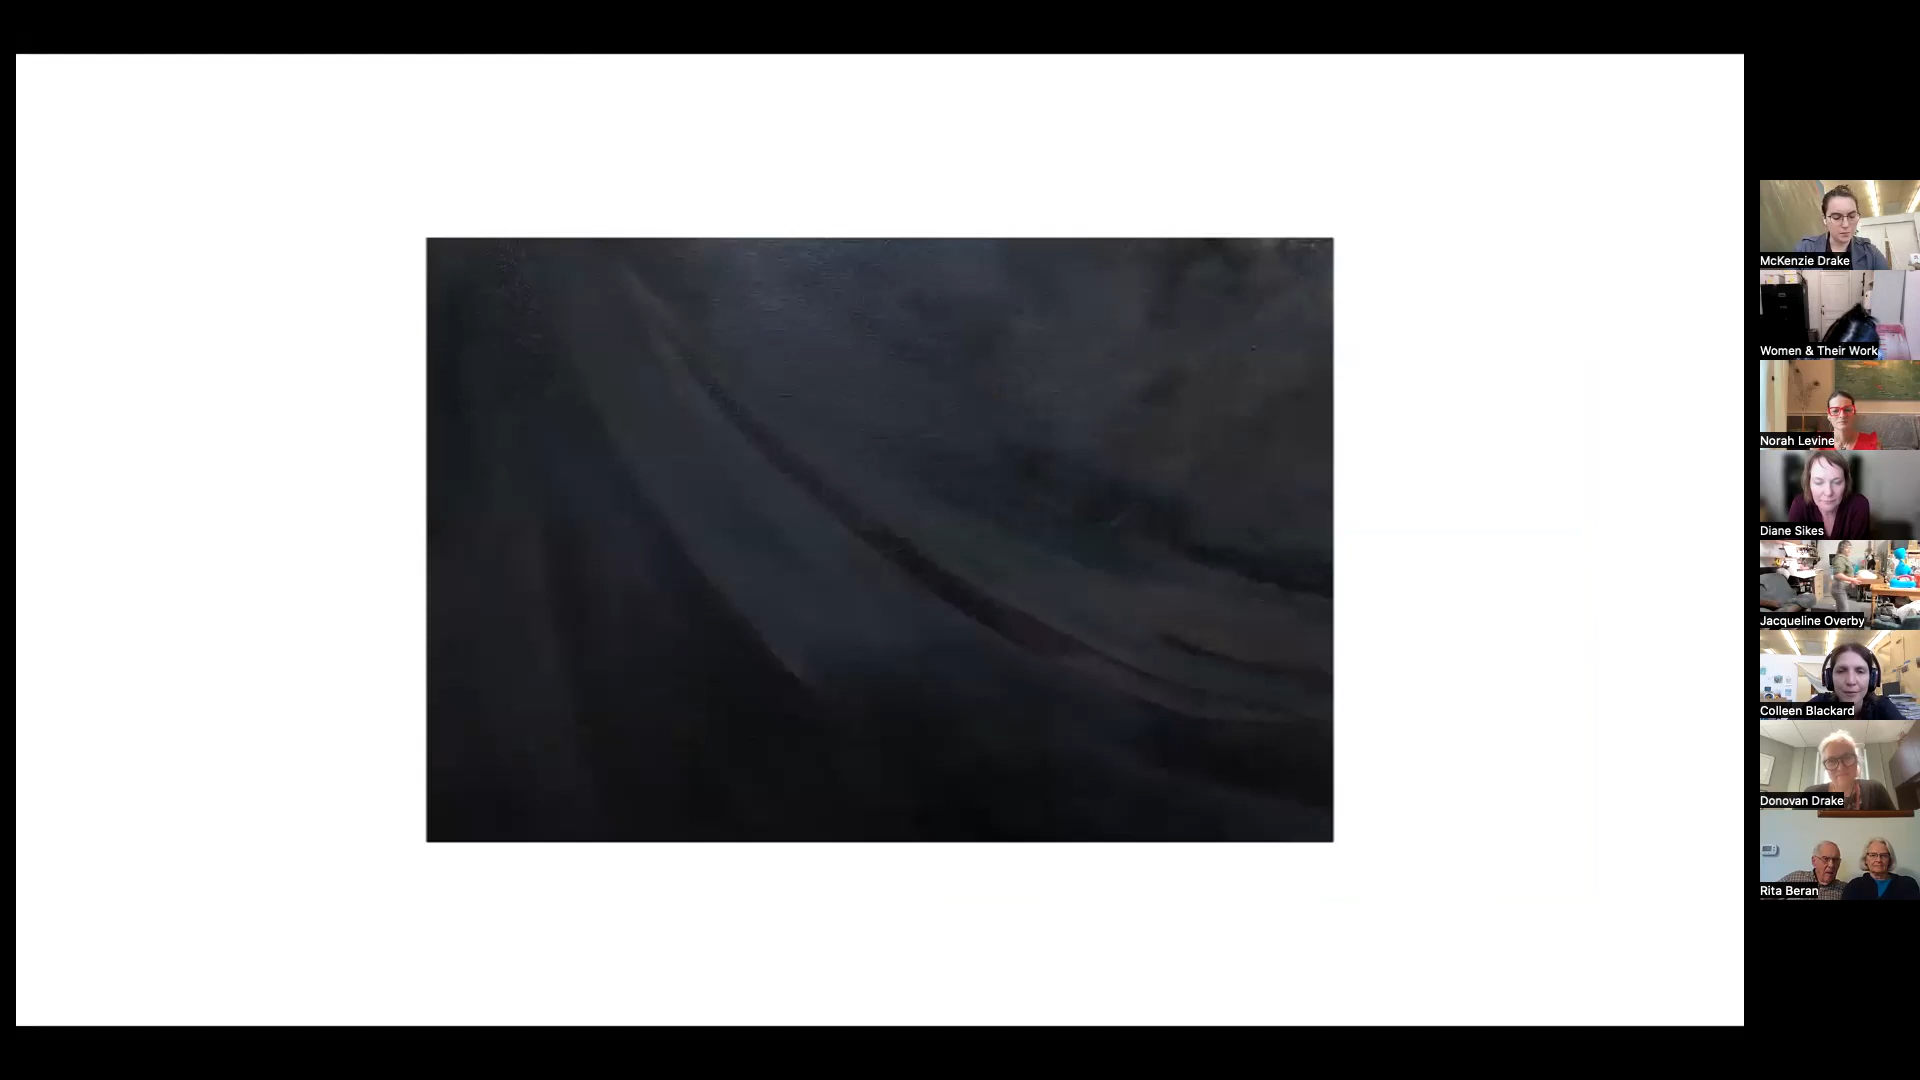 McKenzie Drake
Women & Their Work
Norah Levine
Diane Sikes
Jacqueline Overby
Colleen Blackard
Donovan Drake
Rita Beran